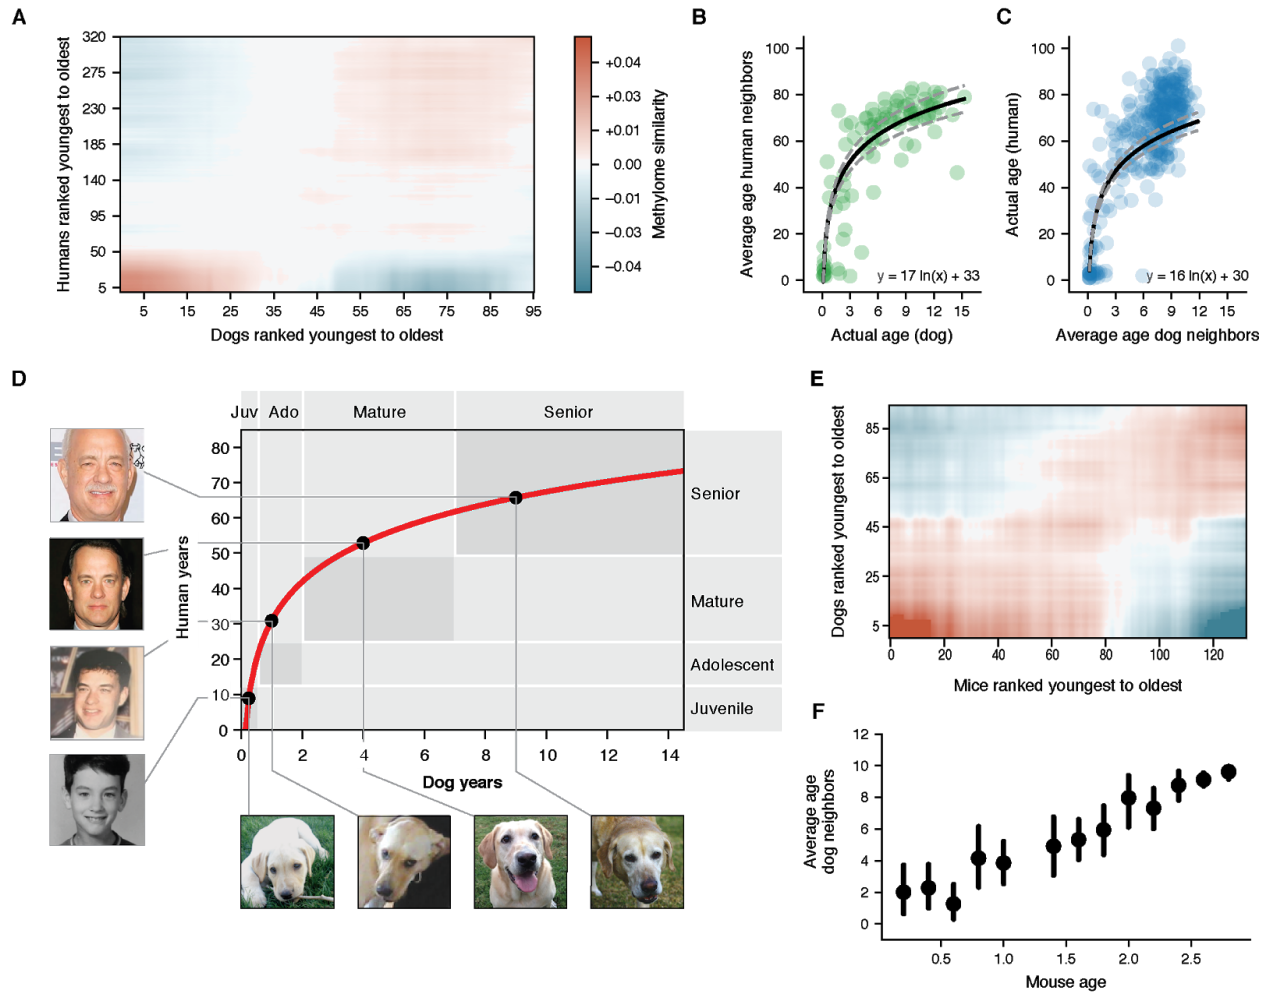 A
Humans ranked youngest to oldest
320
275
230
185
140
95
50
5
5 15 25 35 45 55 65 75 85 95
Dogs ranked youngest to oldest
+0.04
+0.03
+0.01
0.00
−0.01
−0.03
−0.04
Methylome similarity
B
Average age human neighbors
100
80
60
40
20
0
y = 17 ln(x) + 33
0 3 6 9 12 15
Actual age (dog)
C
Actual age (human)
100
80
60
40
20
0
y = 16 ln(x) + 30
0 3 6 9 12 15
Average age dog neighbors
D
Juv Ado Mature Senior
Human years
80
70
60
50
40
30
20
10
0
Senior
Mature
Adolescent
Juvenile
0 2 4 6 8 10 12 14
Dog years
E
Dogs ranked youngest to oldest
85
65
45
25
5
0 20 40 60 80 100 120
Mice ranked youngest to oldest
F
Average age
dog neighbors
12
10
8
6
4
2
0
0.5 1.0 1.5 2.0 2.5
Mouse age